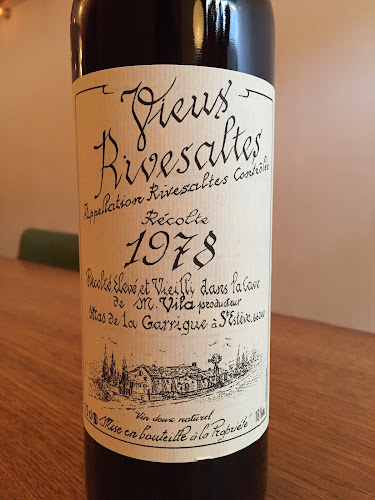 Vieux
Rivesaltes
Appellation Rivesaltes Contrôlée
Récolte
1978
Récolté Elevé et Vieilli dans la Cave
de M. Vila producteur
Mas de La Garrigue à St Estève.
Vin doux naturel
Mise en bouteille à la Propriété